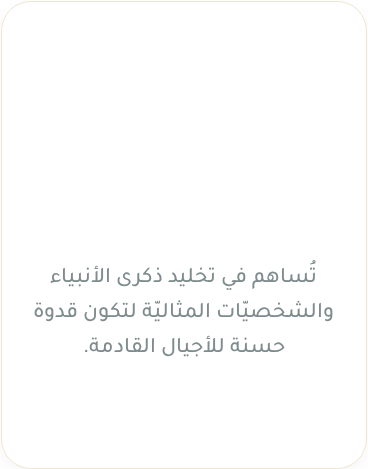 تُساهم في تخليد ذكرى الأنبياء
والشخصيّات المثاليّة لتكون قدوة
حسنة للأجيال القادمة.